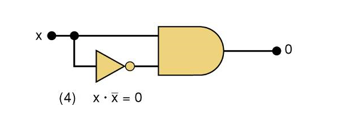 x
0
(4) x · x̅ = 0